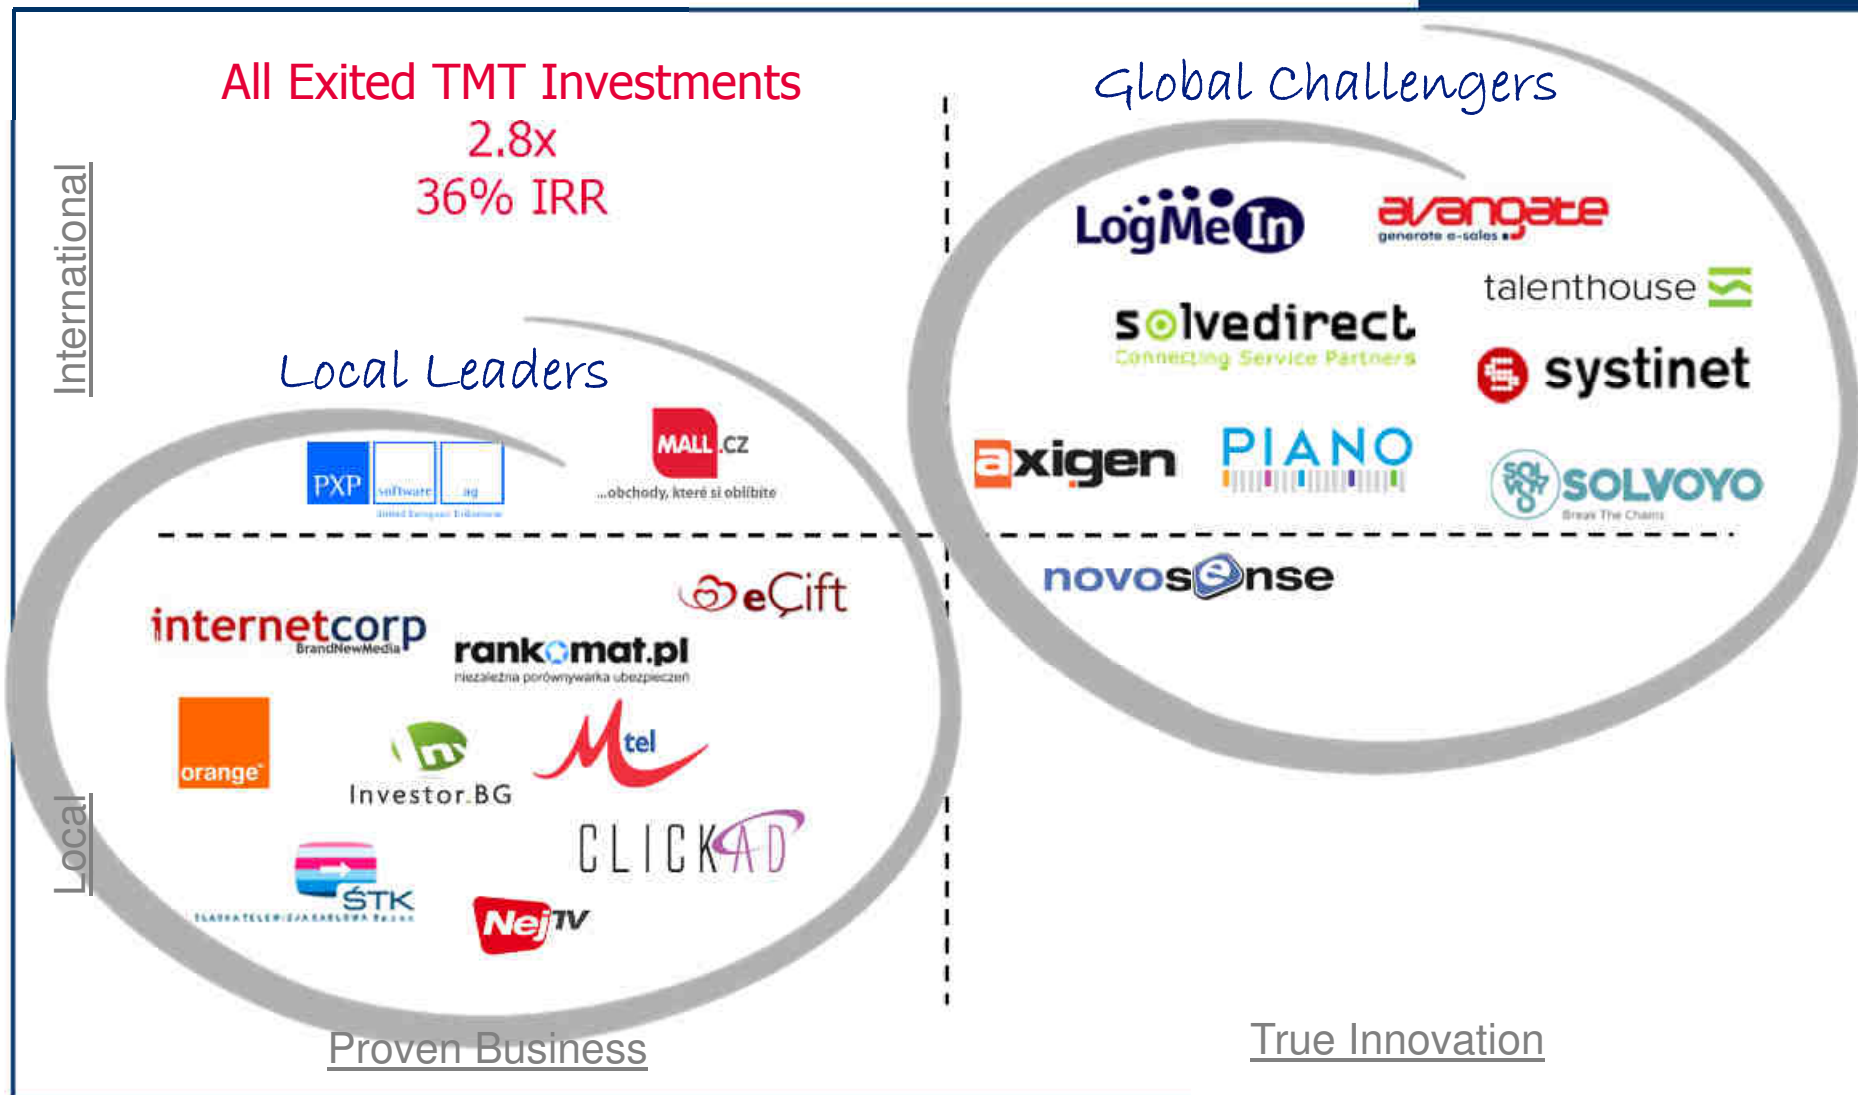 All Exited TMT Investments
2.8x
36% IRR
Global Challengers
International
LogMeIn
avangate
generate e-sales
talenthouse
solvedirect
Connecting Service Partners
systinet
Local Leaders
PXP software ag
MALL.CZ
...obchody, které si oblíbíte
axigen
PIANO
SOLVOYO
Break The Chains
novosense
eÇift
internetcorp
BrandNewMedia
rankomat.pl
niezależna porównywarka ubezpieczeń
orange
Investor.BG
Mtel
Local
CLICKAD
ŚTK
NejTV
Proven Business
True Innovation